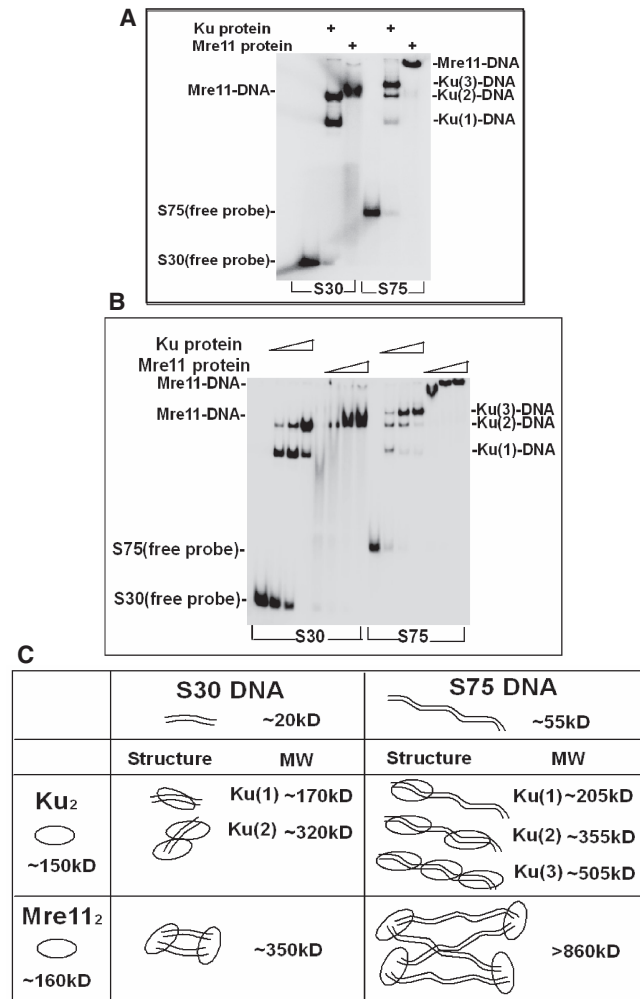 A
Ku protein + +
Mre11 protein + +
-Mre11-DNA
-Ku(3)-DNA
Mre11-DNA-
-Ku(2)-DNA
-Ku(1)-DNA
S75(free probe)-
S30(free probe)-
S30 S75
B
Ku protein
Mre11 protein
Mre11-DNA-
Mre11-DNA-
-Ku(3)-DNA
-Ku(2)-DNA
-Ku(1)-DNA
S75(free probe)-
S30(free probe)-
S30 S75
C
S30 DNA S75 DNA
~20kD ~55kD
Structure MW Structure MW
Ku2
~150kD
Ku(1) ~170kD
Ku(2) ~320kD
Ku(1) ~205kD
Ku(2) ~355kD
Ku(3) ~505kD
Mre112
~160kD
~350kD
>860kD